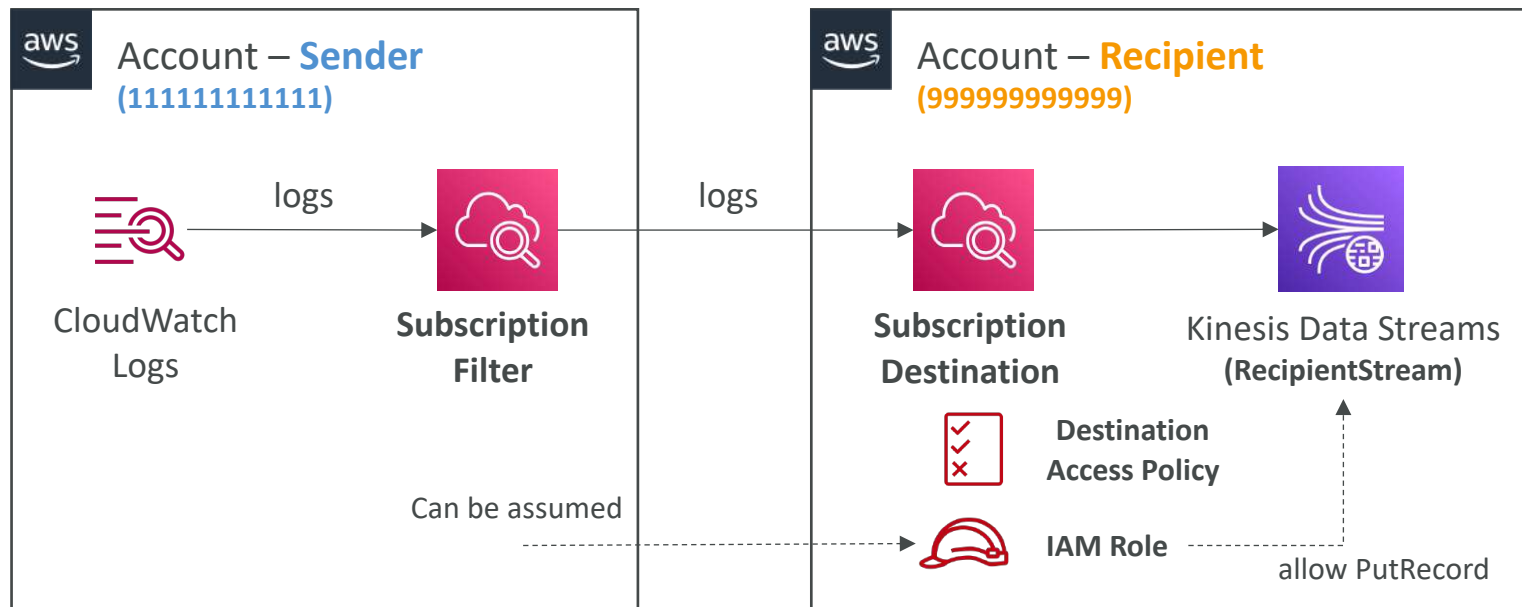 aws
Account – Sender
(111111111111)
logs
CloudWatch
Logs
Subscription
Filter
Can be assumed
logs
aws
Account – Recipient
(999999999999)
Subscription
Destination
Kinesis Data Streams
(RecipientStream)
Destination
Access Policy
IAM Role
allow PutRecord